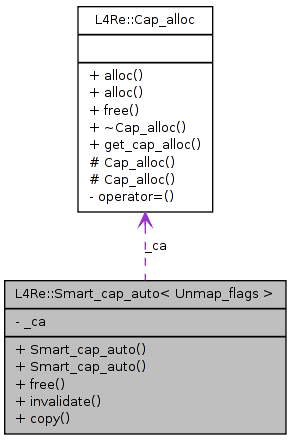 L4Re::Cap_alloc
+ alloc()
+ alloc()
+ free()
+ ~Cap_alloc()
+ get_cap_alloc()
# Cap_alloc()
# Cap_alloc()
- operator=()
_ca
L4Re::Smart_cap_auto< Unmap_flags >
- _ca
+ Smart_cap_auto()
+ Smart_cap_auto()
+ free()
+ invalidate()
+ copy()